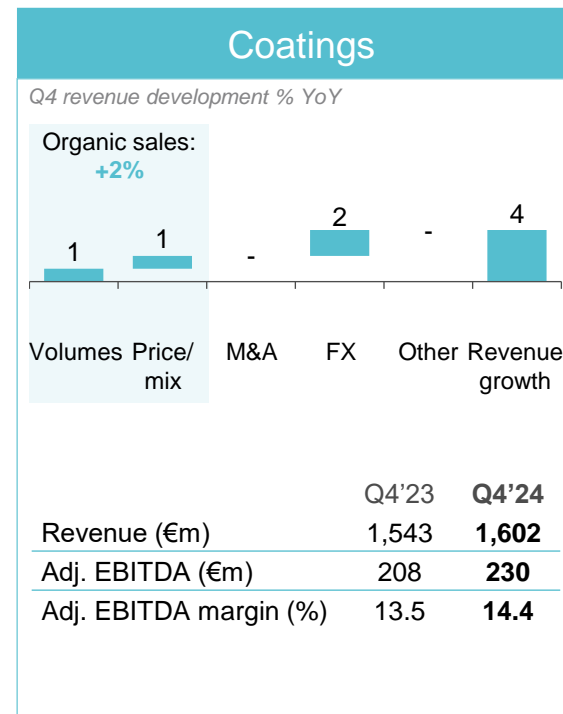 Coatings
Q4 revenue development % YoY
Organic sales:
+2%
1 1 - 2 - 4
Volumes Price/ M&A FX Other Revenue
mix growth
Q4’23 Q4’24
Revenue (€m) 1,543 1,602
Adj. EBITDA (€m) 208 230
Adj. EBITDA margin (%) 13.5 14.4